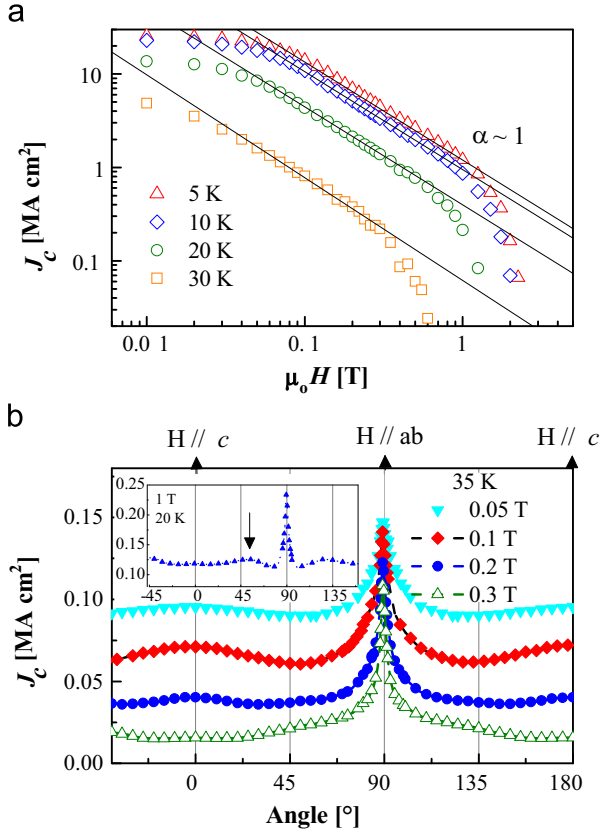 a
10
1
0.1
J_c [MA cm²]
α ~ 1
5 K
10 K
20 K
30 K
0.0 1
0. 1
1
μ₀H [T]
b
H // c
H // ab
H // c
0.15
0.10
0.05
0.00
J_c [MA cm²]
0.25
0.20
0.15
0.10
1 T
20 K
-45
0
45
90
135
35 K
0.05 T
0.1 T
0.2 T
0.3 T
0
45
90
135
180
Angle [°]